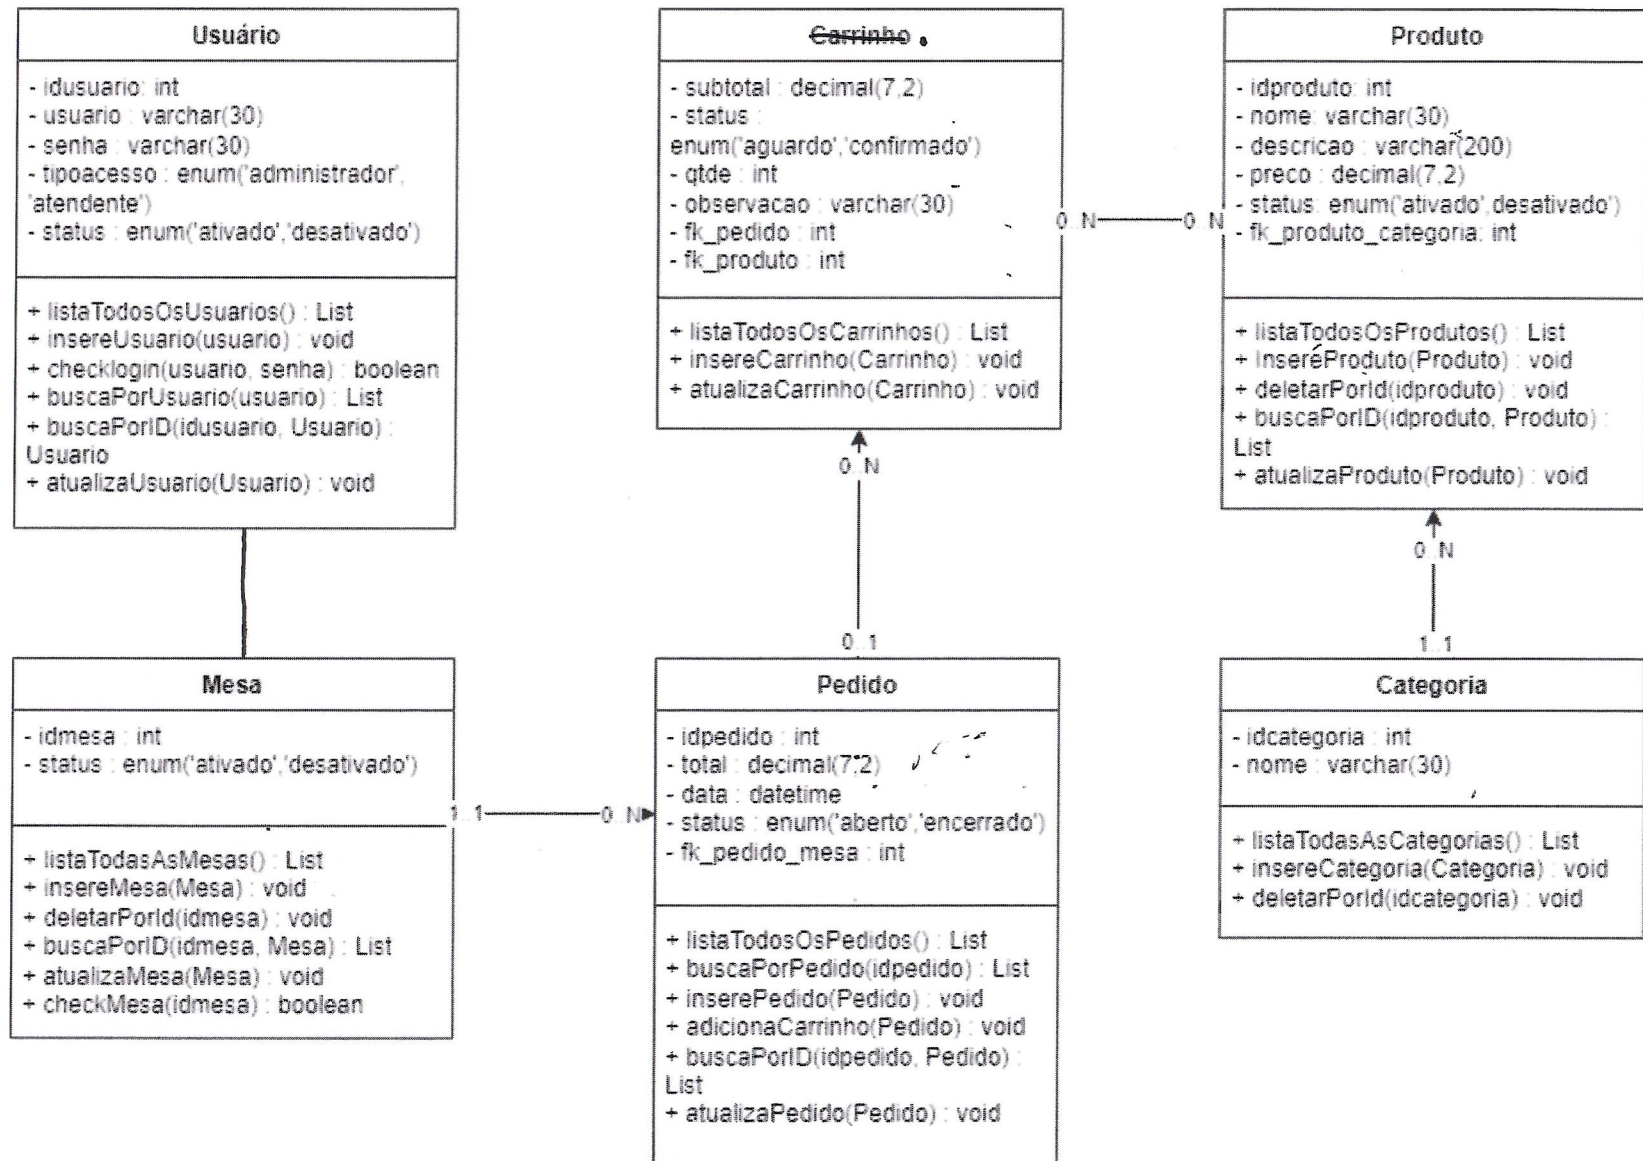 Usuário
- idusuario: int
- usuario : varchar(30)
- senha : varchar(30)
- tipoacesso : enum('administrador',
'atendente')
- status : enum('ativado','desativado')
+ listaTodosOsUsuarios() : List
+ insereUsuario(usuario) : void
+ checklogin(usuario, senha) : boolean
+ buscaPorUsuario(usuario) : List
+ buscaPorID(idusuario, Usuario) :
Usuario
+ atualizaUsuario(Usuario) : void
Carrinho
- subtotal : decimal(7,2)
- status :
enum('aguardo','confirmado')
- qtde : int
- observacao : varchar(30)
- fk_pedido : int
- fk_produto : int
+ listaTodosOsCarrinhos() : List
+ insereCarrinho(Carrinho) : void
+ atualizaCarrinho(Carrinho) : void
0..N
0..N
Produto
- idproduto: int
- nome: varchar(30)
- descricao : varchar(200)
- preco : decimal(7,2)
- status: enum('ativado',desativado')
- fk_produto_categoria: int
+ listaTodosOsProdutos() : List
+ insereProduto(Produto) : void
+ deletarPorId(idproduto) : void
+ buscaPorID(idproduto, Produto) :
List
+ atualizaProduto(Produto) : void
0..N
0..N
0..1
1..1
Mesa
- idmesa : int
- status : enum('ativado','desativado')
+ listaTodasAsMesas() : List
+ insereMesa(Mesa) : void
+ deletarPorId(idmesa) : void
+ buscaPorID(idmesa, Mesa) : List
+ atualizaMesa(Mesa) : void
+ checkMesa(idmesa) : boolean
1..1
0..N
Pedido
- idpedido : int
- total : decimal(7,2)
- data : datetime
- status : enum('aberto','encerrado')
- fk_pedido_mesa : int
+ listaTodosOsPedidos() : List
+ buscaPorPedido(idpedido) : List
+ inserePedido(Pedido) : void
+ adicionaCarrinho(Pedido) : void
+ buscaPorID(idpedido, Pedido) :
List
+ atualizaPedido(Pedido) : void
Categoria
- idcategoria : int
- nome : varchar(30)
+ listaTodasAsCategorias() : List
+ insereCategoria(Categoria) : void
+ deletarPorId(idcategoria) : void